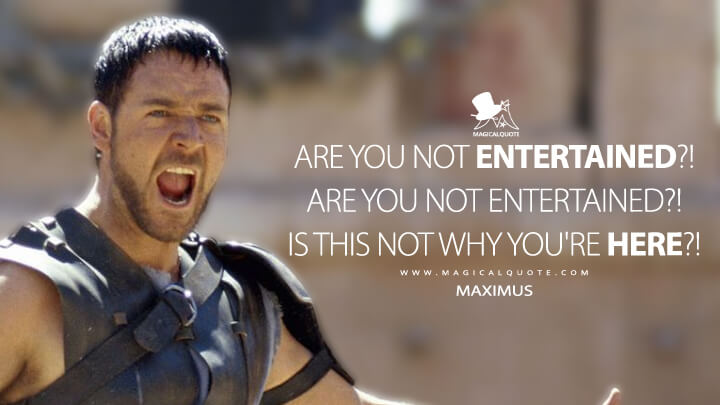 MAGICALQUOTE
ARE YOU NOT ENTERTAINED?!
ARE YOU NOT ENTERTAINED?!
IS THIS NOT WHY YOU'RE HERE?!
WWW.MAGICALQUOTE.COM
MAXIMUS